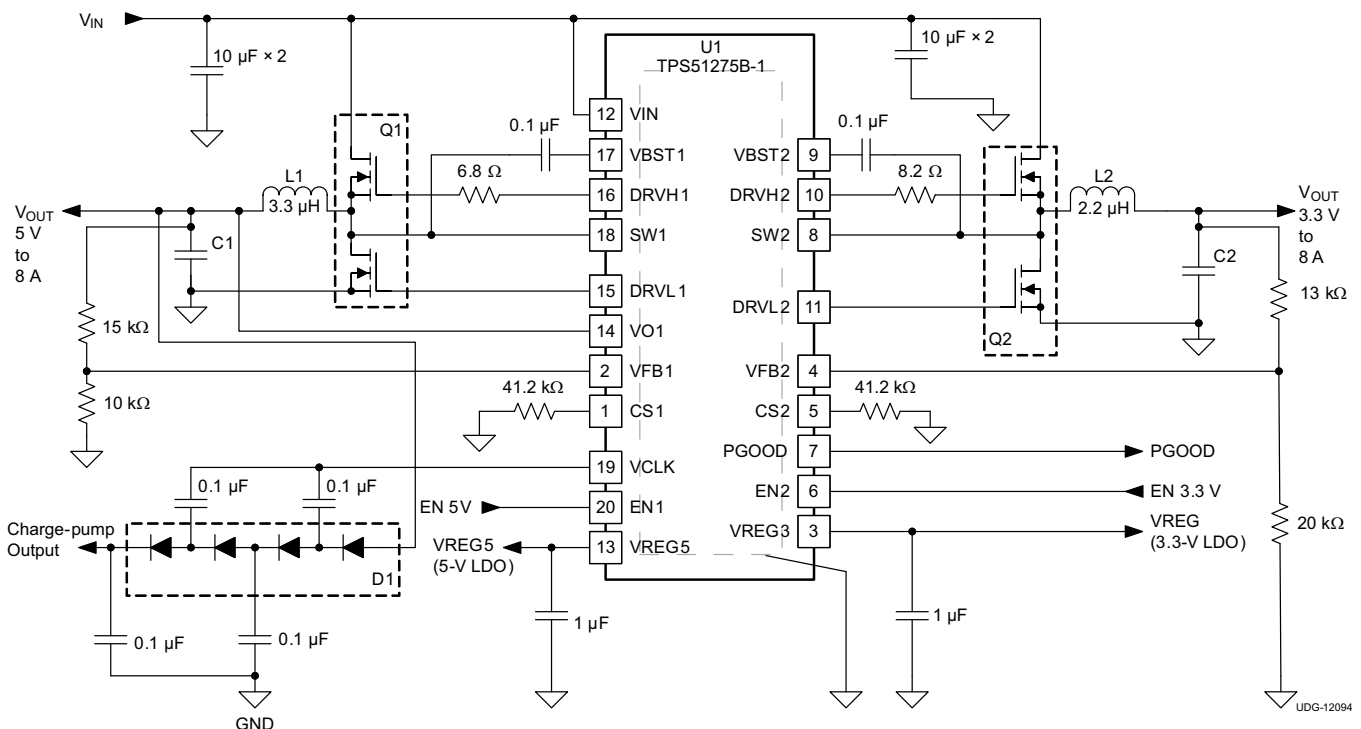 VIN
10 µF × 2
10 µF × 2
U1
TPS51275B-1
12 VIN
Q1
0.1 µF
17 VBST1
VBST2 9
0.1 µF
6.8 Ω
16 DRVH1
DRVH2 10
8.2 Ω
L1
3.3 µH
L2
2.2 µH
VOUT
5 V
to
8 A
VOUT
3.3 V
to
8 A
C1
18 SW1
SW2 8
C2
15 DRVL1
DRVL2 11
13 kΩ
15 kΩ
14 VO1
Q2
2 VFB1
VFB2 4
10 kΩ
41.2 kΩ
1 CS1
CS2 5
41.2 kΩ
PGOOD 7
PGOOD
19 VCLK
0.1 µF
0.1 µF
EN2 6
EN 3.3 V
EN 5V
20 EN1
Charge-pump
Output
VREG5
(5-V LDO)
13 VREG5
VREG3 3
VREG
(3.3-V LDO)
20 kΩ
D1
0.1 µF
0.1 µF
1 µF
1 µF
GND
UDG-12094